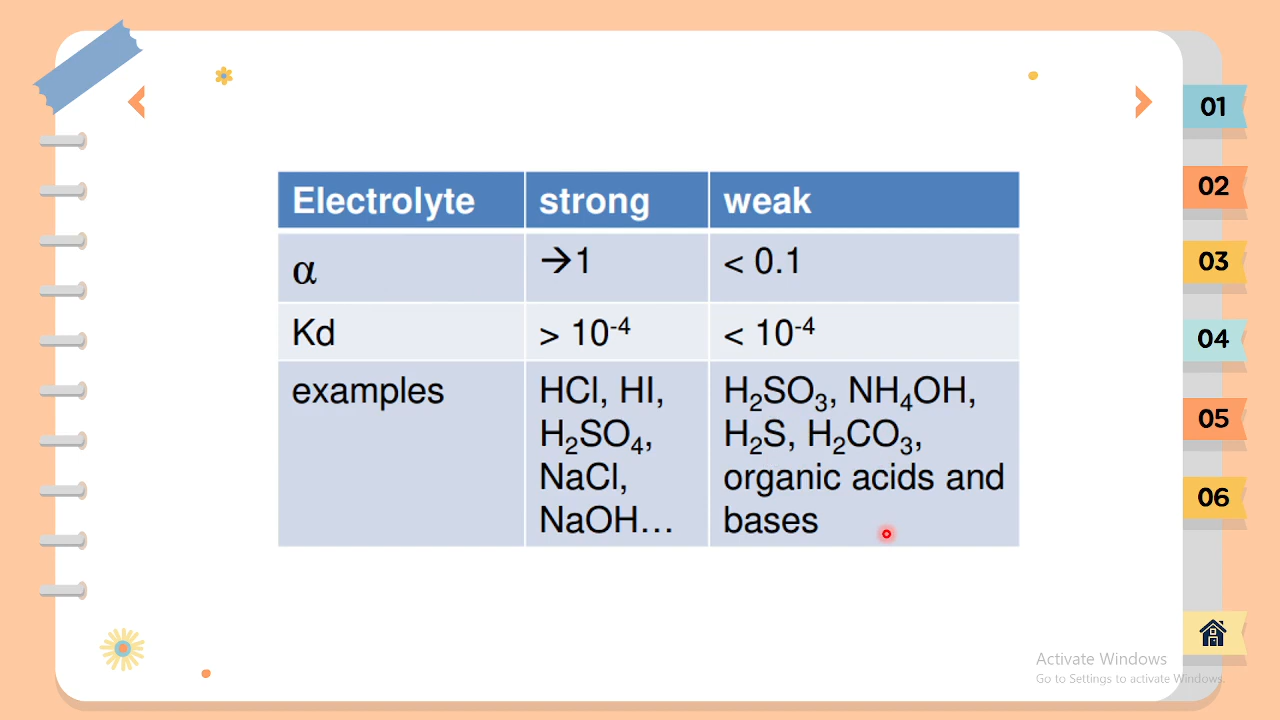 Electrolyte strong weak
α →1 < 0.1
Kd > 10⁻⁴ < 10⁻⁴
examples HCl, HI, H₂SO₃, NH₄OH,
H₂SO₄, H₂S, H₂CO₃,
NaCl, organic acids and
NaOH… bases
01
02
03
04
05
06
Activate Windows
Go to Settings to activate Windows.